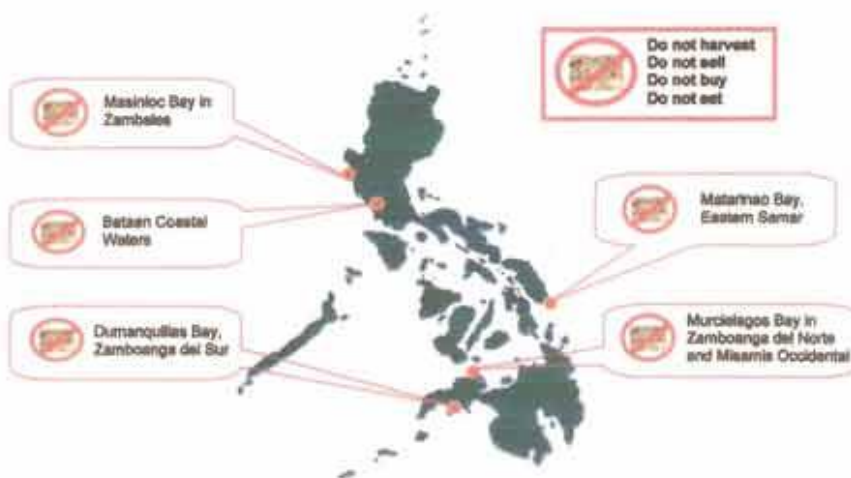 Do not harvest
Do not sell
Do not buy
Do not eat
Masinloc Bay in
Zambales
Bataan Coastal
Waters
Dumanquillas Bay,
Zamboanga del Sur
Matarinao Bay,
Eastern Samar
Murcielagos Bay in
Zamboanga del Norte
and Misamis Occidental